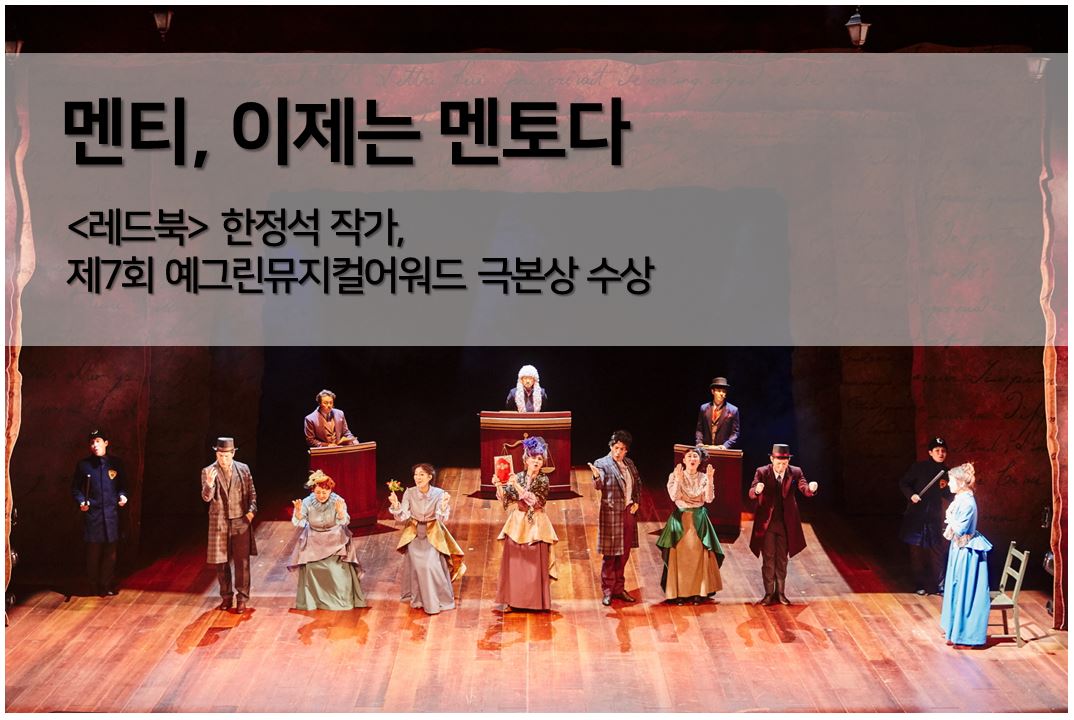 멘티, 이제는 멘토다
<레드북> 한정석 작가,
제7회 예그린뮤지컬어워드 극본상 수상